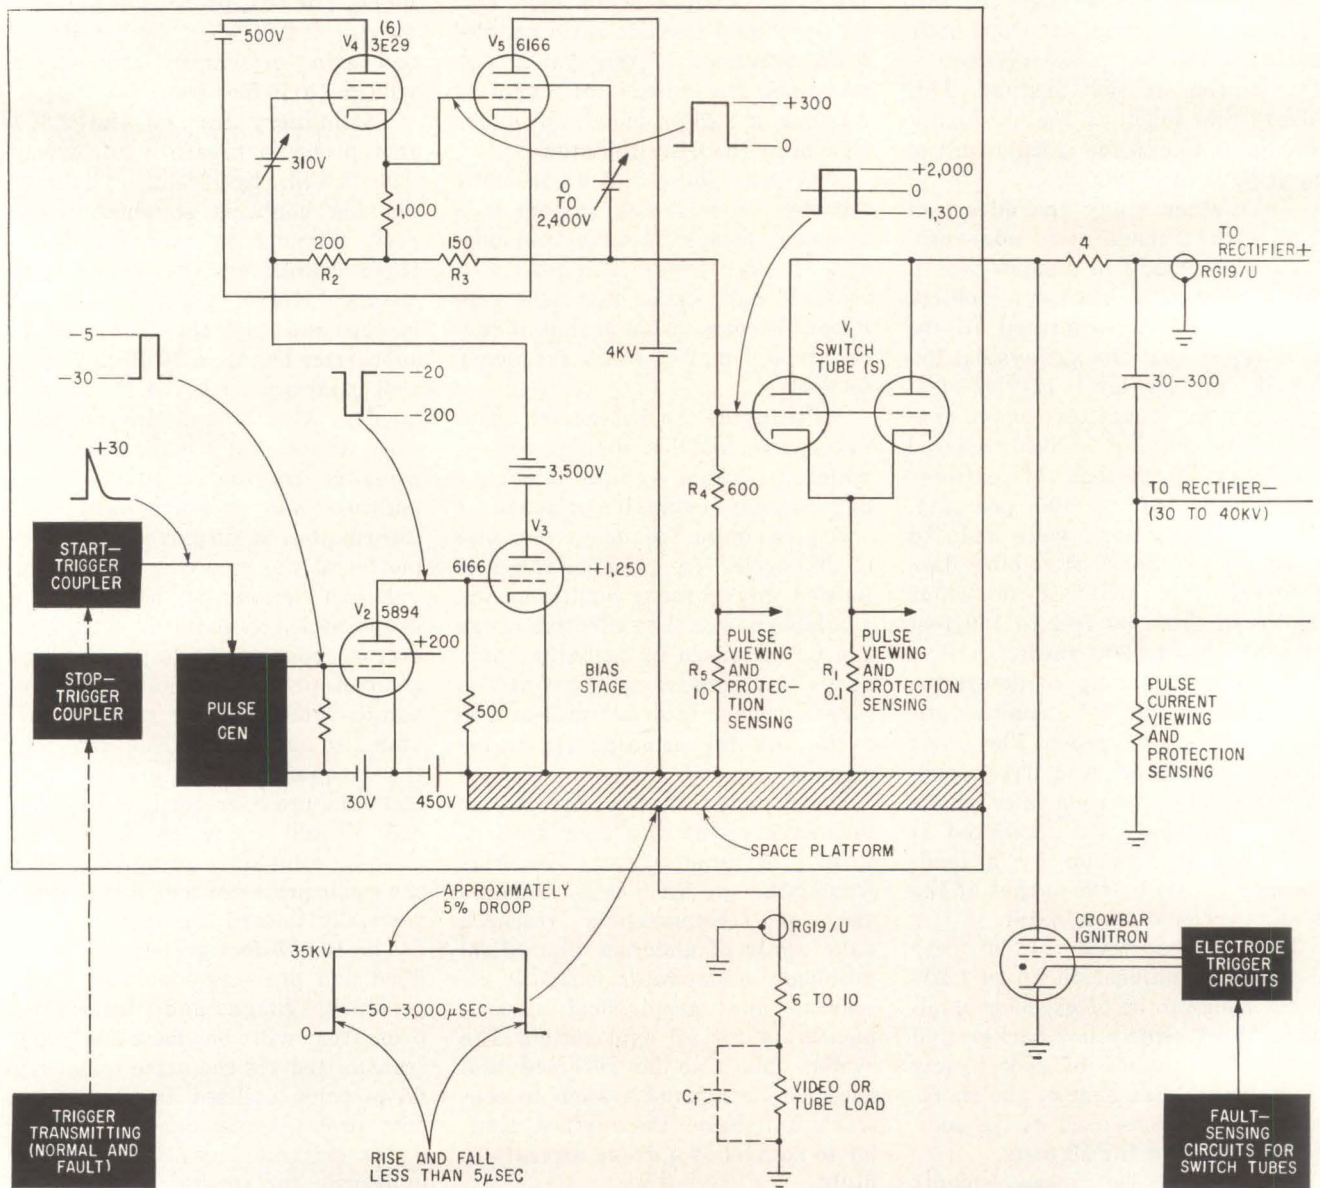 500V
V4
(6)
3E29
V5
6166
310V
1,000
200
R2
150
R3
0
TO
2,400V
+300
0
+2,000
0
-1,300
4
TO
RECTIFIER+
RG19/U
V1
SWITCH
TUBE (S)
4KV
30-300
-5
-30
-20
-200
+30
START-
TRIGGER
COUPLER
STOP-
TRIGGER
COUPLER
PULSE
GEN
3,500V
V3
6166
+1,250
V2
5894
+200
500
30V
450V
BIAS
STAGE
R4
600
R5
10
PULSE
VIEWING
AND
PROTEC-
TION
SENSING
R1
0.1
PULSE
VIEWING
AND
PROTECTION
SENSING
TO RECTIFIER-
(30 TO 40KV)
PULSE
CURRENT
VIEWING
AND
PROTECTION
SENSING
SPACE PLATFORM
APPROXIMATELY
5% DROOP
35KV
0
50-3,000 μSEC
RISE AND FALL
LESS THAN 5μSEC
RG19/U
6 TO 10
Ct
VIDEO OR
TUBE LOAD
CROWBAR
IGNITRON
ELECTRODE
TRIGGER
CIRCUITS
FAULT-
SENSING
CIRCUITS FOR
SWITCH TUBES
TRIGGER
TRANSMITTING
(NORMAL AND
FAULT)